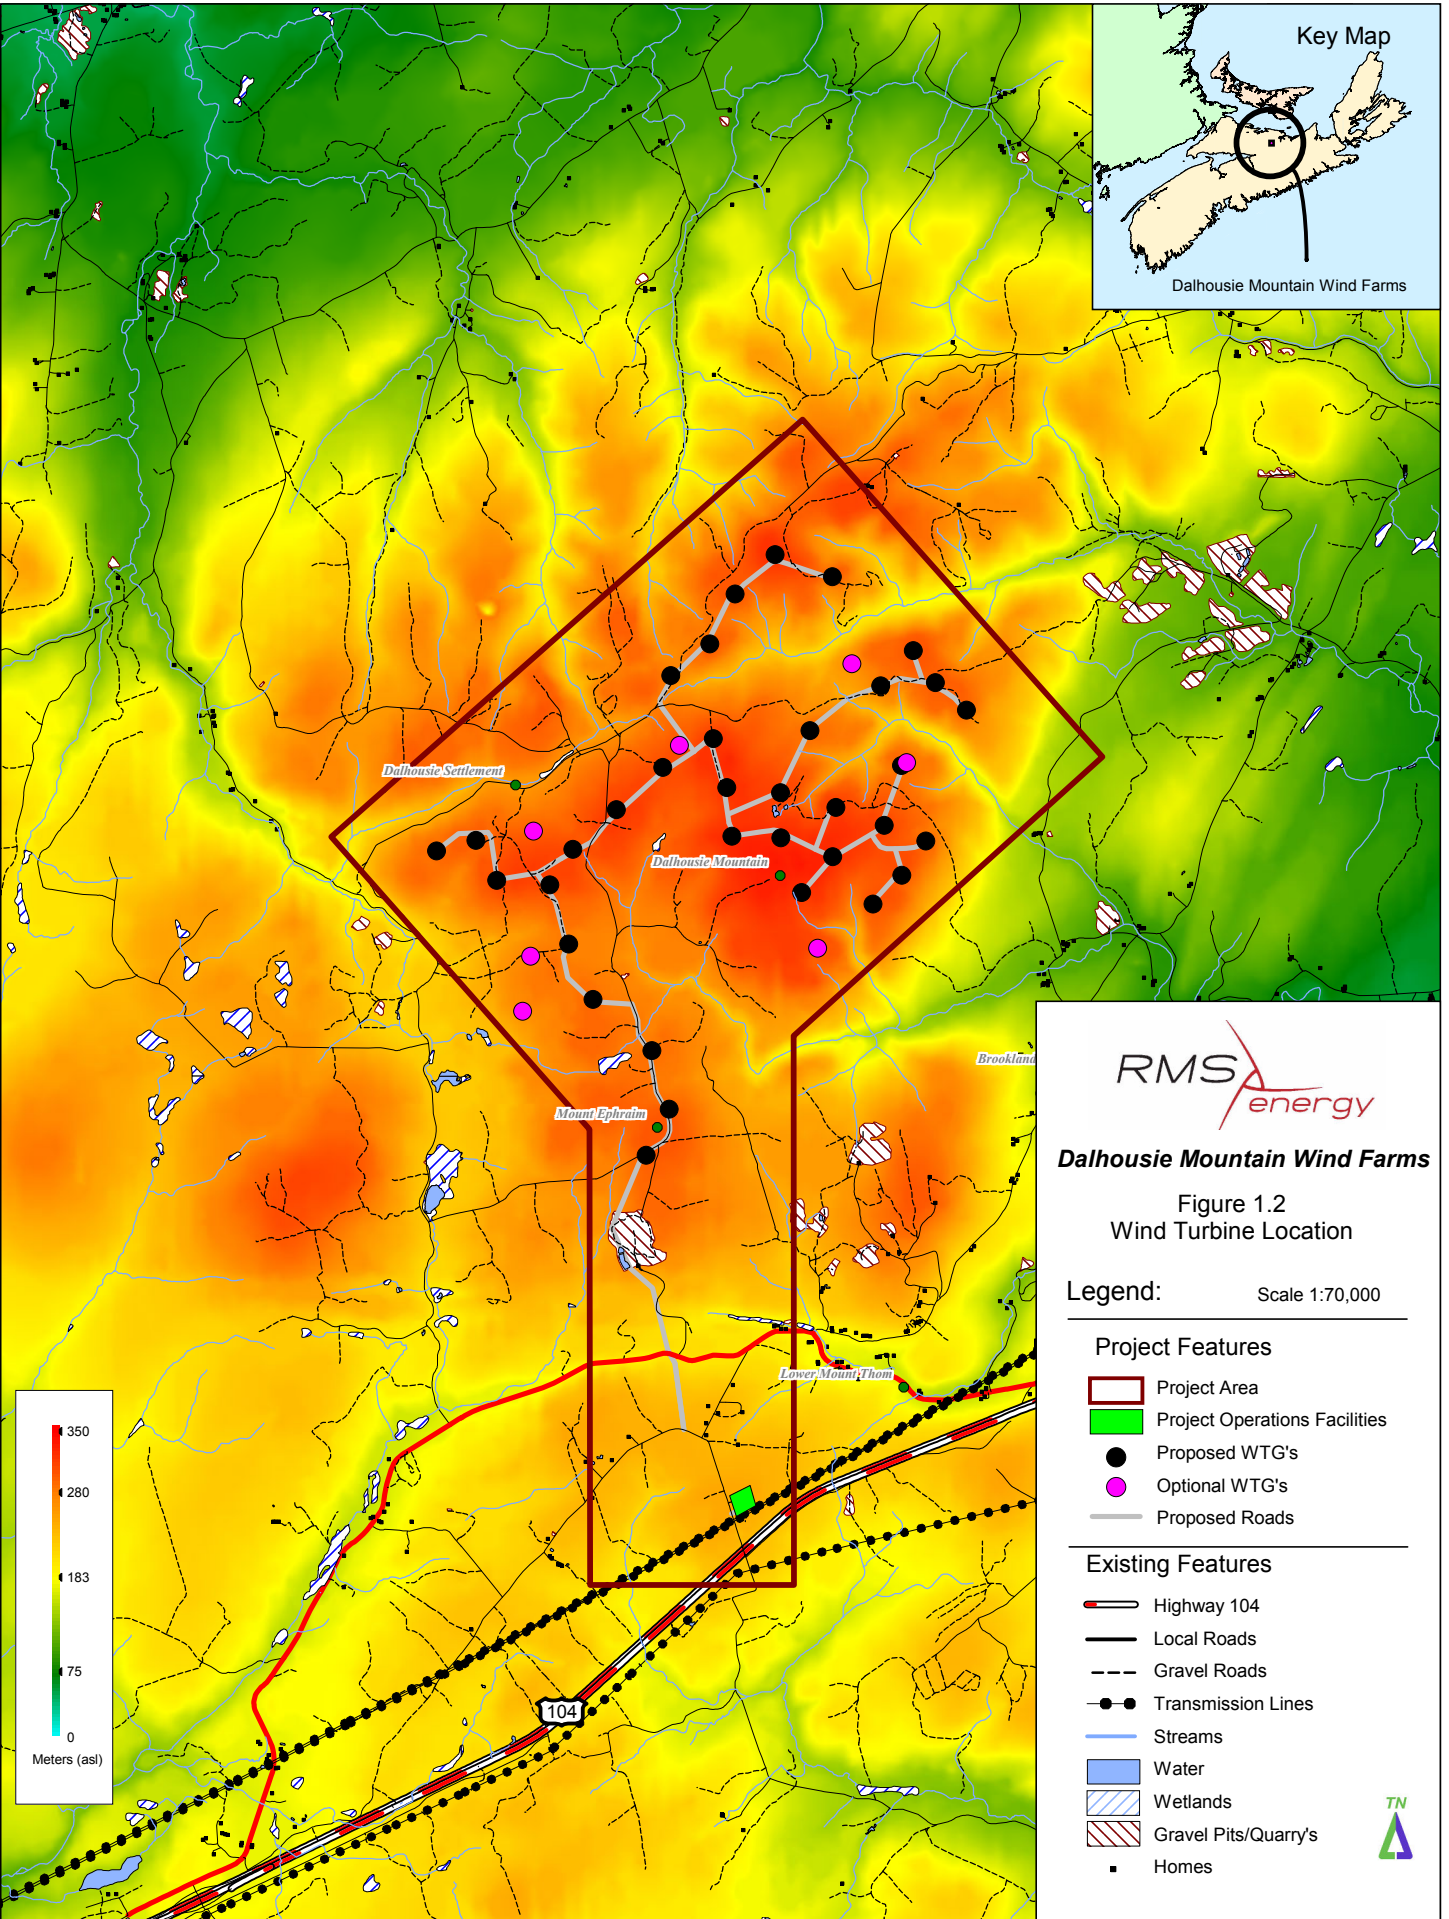 Key Map
Dalhousie Mountain Wind Farms
Dalhousie Settlement
Dalhousie Mountain
Brookland
Mount Ephraim
Lower Mount Thom
104
350
280
183
75
0
Meters (asl)
RMS
energy
Dalhousie Mountain Wind Farms
Figure 1.2
Wind Turbine Location
Legend:
Scale 1:70,000
Project Features
Project Area
Project Operations Facilities
Proposed WTG's
Optional WTG's
Proposed Roads
Existing Features
Highway 104
Local Roads
Gravel Roads
Transmission Lines
Streams
Water
Wetlands
Gravel Pits/Quarry's
Homes
TN